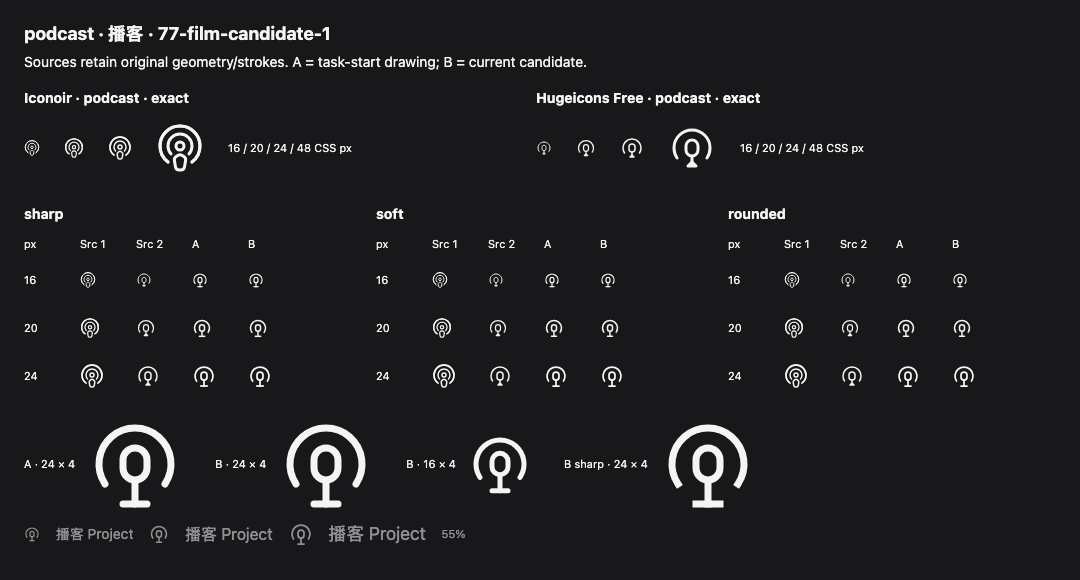 podcast · 播客 · 77-film-candidate-1
Sources retain original geometry/strokes. A = task-start drawing; B = current candidate.
Iconoir · podcast · exact
Hugeicons Free · podcast · exact
16 / 20 / 24 / 48 CSS px
16 / 20 / 24 / 48 CSS px
sharp
soft
rounded
px Src 1 Src 2 A B
px Src 1 Src 2 A B
px Src 1 Src 2 A B
16
16
16
20
20
20
24
24
24
A · 24 × 4
B · 24 × 4
B · 16 × 4
B sharp · 24 × 4
播客 Project
播客 Project
播客 Project
55%